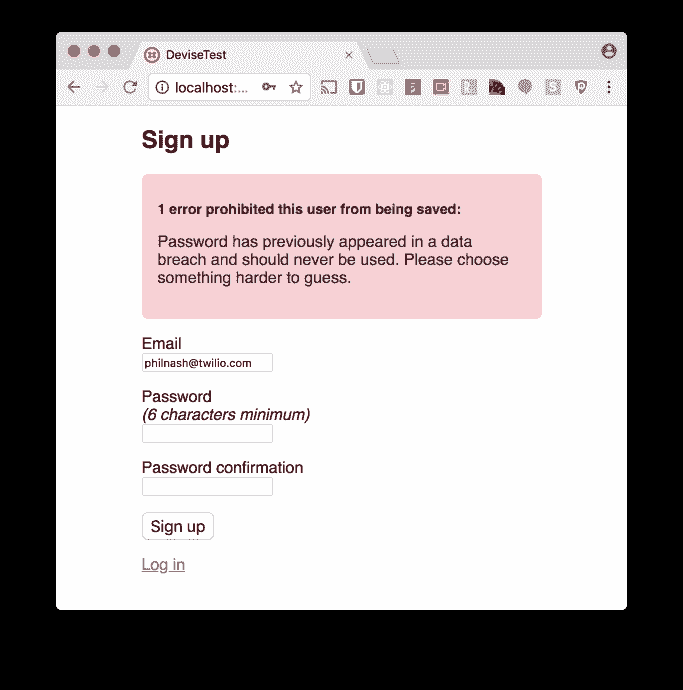 DeviseTest
localhost:...
Sign up
1 error prohibited this user from being saved:
Password has previously appeared in a data
breach and should never be used. Please choose
something harder to guess.
Email
philnash@twilio.com
Password
(6 characters minimum)
Password confirmation
Sign up
Log in